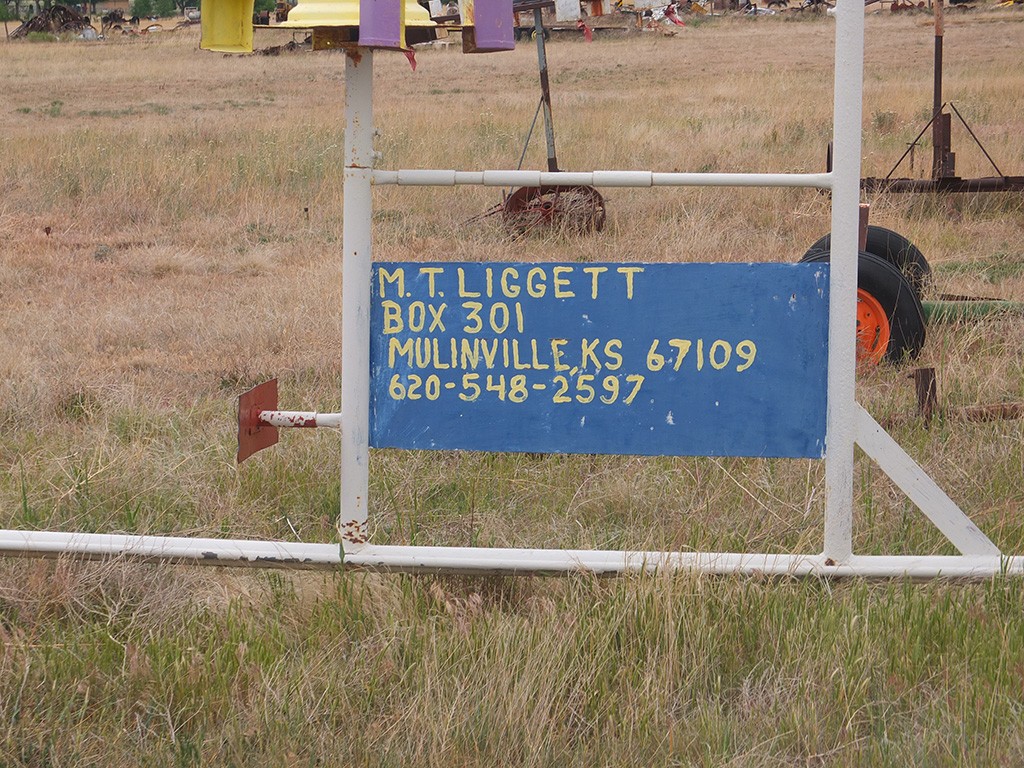 M. T. LIGGETT
BOX 301
MULINVILLE, KS 67109
620-548-2597